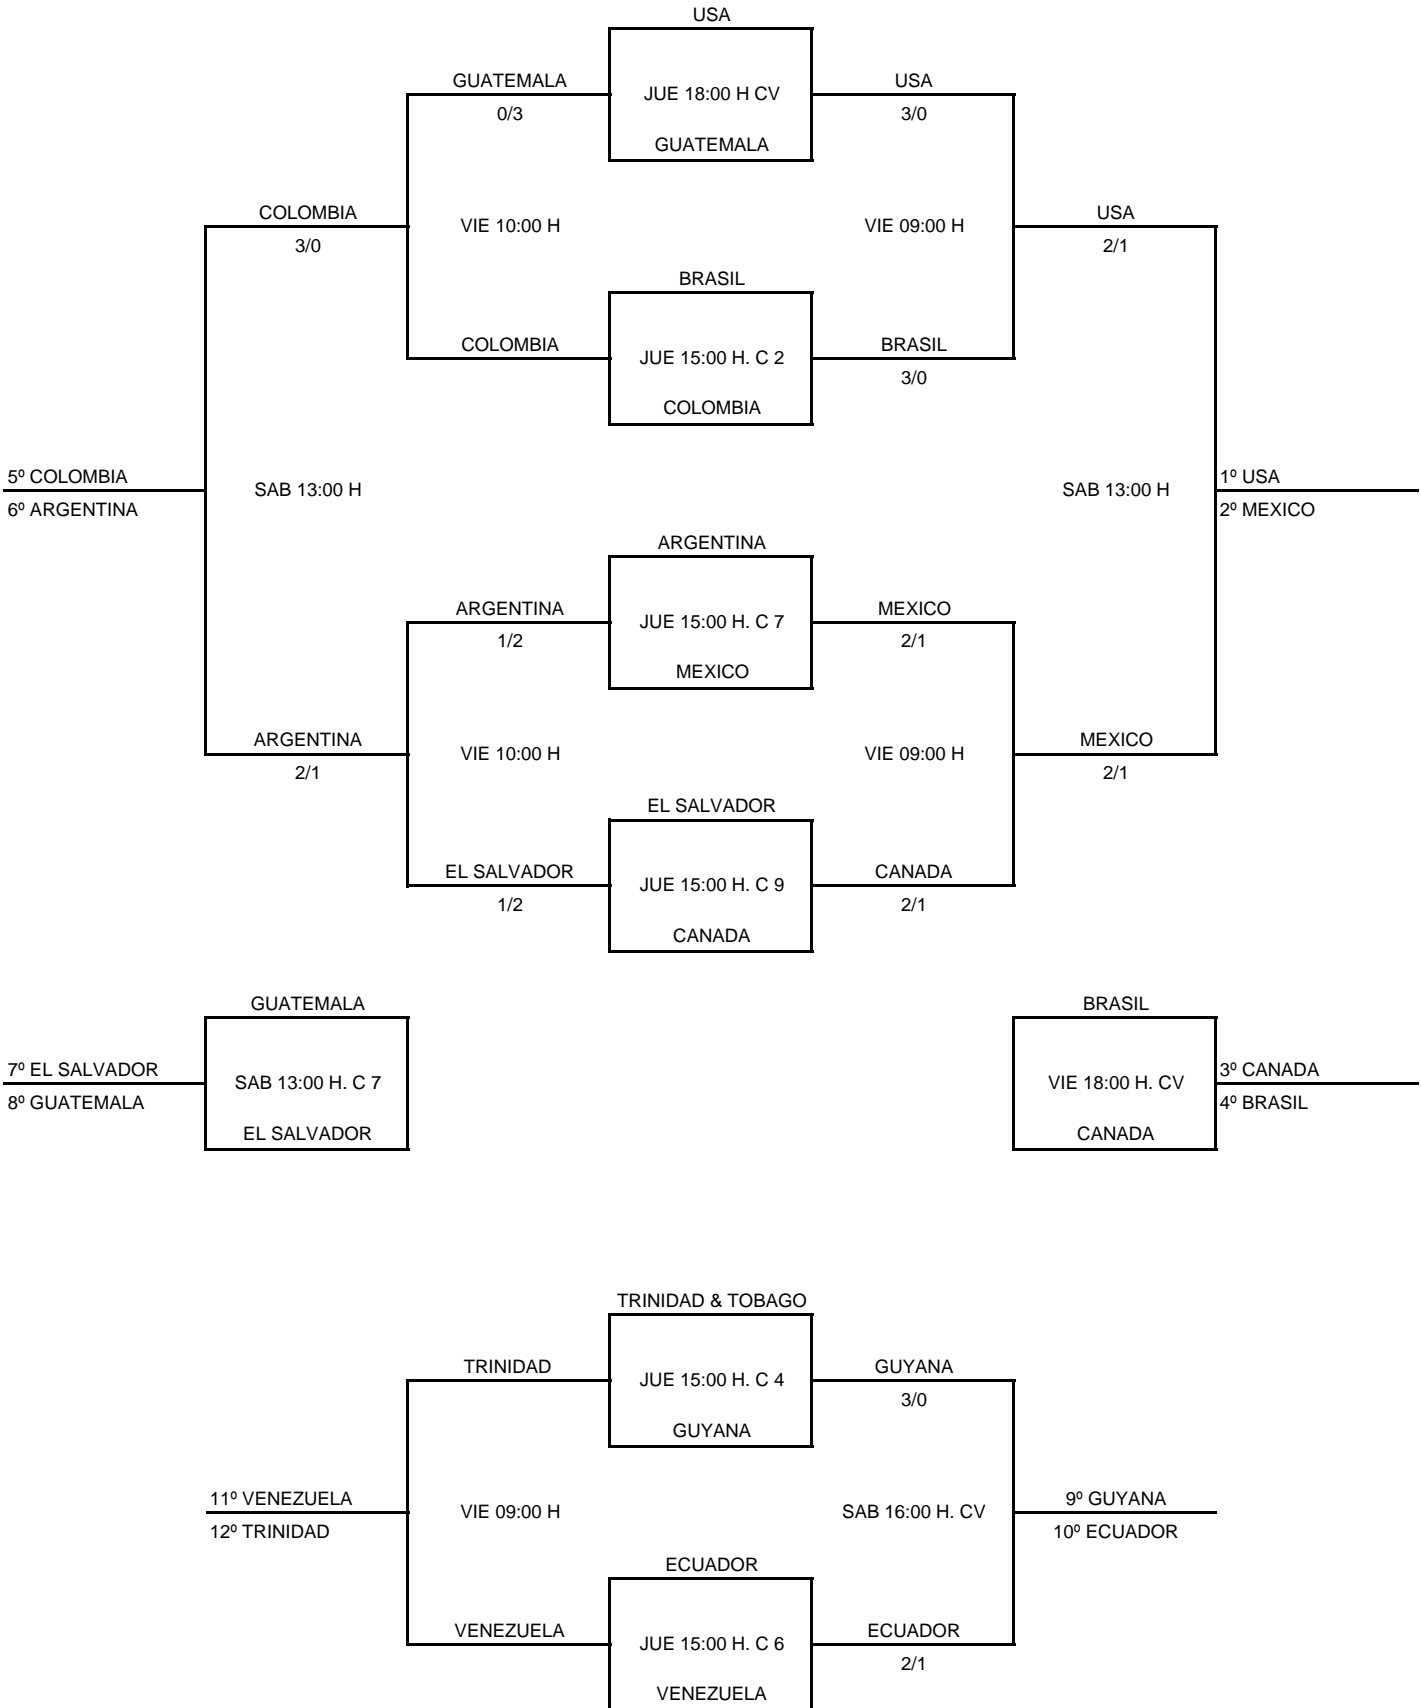 USA
GUATEMALA
JUE 18:00 H CV
USA
0/3
3/0
GUATEMALA
COLOMBIA
VIE 10:00 H
VIE 09:00 H
USA
3/0
2/1
BRASIL
COLOMBIA
JUE 15:00 H. C 2
BRASIL
3/0
COLOMBIA
5º COLOMBIA
SAB 13:00 H
SAB 13:00 H
1º USA
6º ARGENTINA
2º MEXICO
ARGENTINA
ARGENTINA
JUE 15:00 H. C 7
MEXICO
1/2
2/1
MEXICO
ARGENTINA
VIE 10:00 H
VIE 09:00 H
MEXICO
2/1
2/1
EL SALVADOR
EL SALVADOR
JUE 15:00 H. C 9
CANADA
1/2
2/1
CANADA
GUATEMALA
BRASIL
7º EL SALVADOR
SAB 13:00 H. C 7
VIE 18:00 H. CV
3º CANADA
8º GUATEMALA
4º BRASIL
EL SALVADOR
CANADA
TRINIDAD & TOBAGO
TRINIDAD
JUE 15:00 H. C 4
GUYANA
3/0
GUYANA
11º VENEZUELA
VIE 09:00 H
SAB 16:00 H. CV
9º GUYANA
12º TRINIDAD
10º ECUADOR
ECUADOR
VENEZUELA
JUE 15:00 H. C 6
ECUADOR
2/1
VENEZUELA